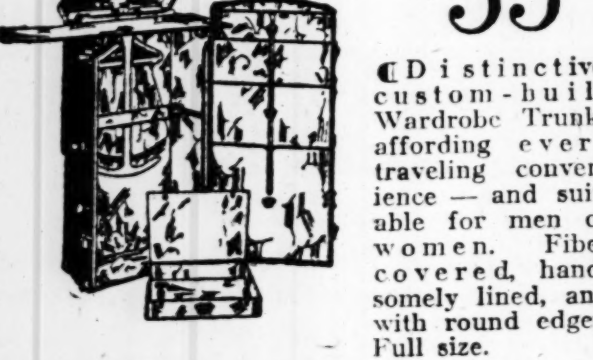 ¶ Distinctiv
custom-buil
Wardrobe Trunk
affording ever
traveling conven
ience — and suit
able for men o
women. Fibe
covered, hand
somely lined, an
with round edge
Full size.